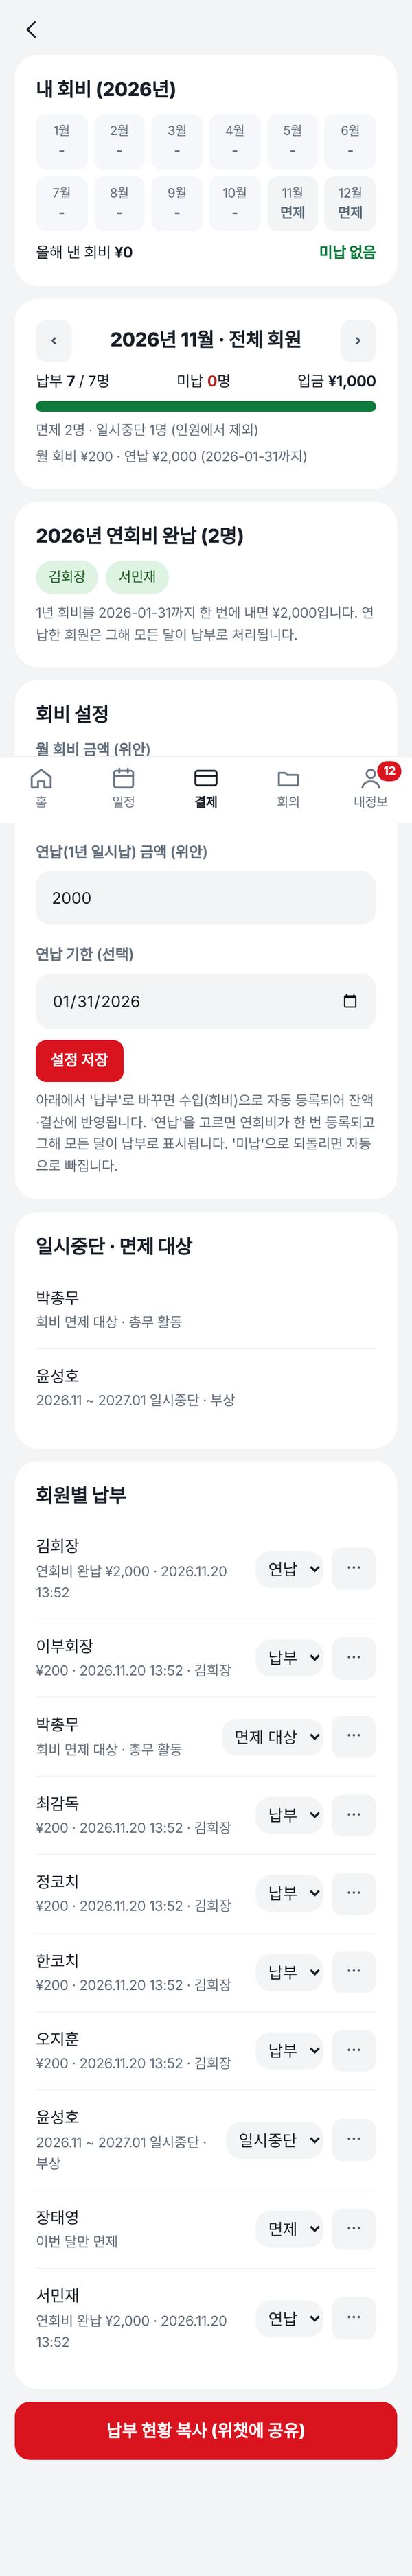 내 회비 (2026년)
1월 2월 3월 4월 5월 6월
- - - - - -
7월 8월 9월 10월 11월 12월
- - - - 면제 면제
올해 낸 회비 ¥0 미납 없음
‹ 2026년 11월 · 전체 회원 ›
납부 7 / 7명 미납 0명 입금 ¥1,000
면제 2명 · 일시중단 1명 (인원에서 제외)
월 회비 ¥200 · 연납 ¥2,000 (2026-01-31까지)
2026년 연회비 완납 (2명)
김회장 서민재
1년 회비를 2026-01-31까지 한 번에 내면 ¥2,000입니다. 연
납한 회원은 그해 모든 달이 납부로 처리됩니다.
회비 설정
월 회비 금액 (위안)
12
홈 일정 결제 회의 내정보
연납(1년 일시납) 금액 (위안)
2000
연납 기한 (선택)
01/31/2026
설정 저장
아래에서 '납부'로 바꾸면 수입(회비)으로 자동 등록되어 잔액
·결산에 반영됩니다. '연납'을 고르면 연회비가 한 번 등록되고
그해 모든 달이 납부로 표시됩니다. '미납'으로 되돌리면 자동
으로 빠집니다.
일시중단 · 면제 대상
박총무
회비 면제 대상 · 총무 활동
윤성호
2026.11 ~ 2027.01 일시중단 · 부상
회원별 납부
김회장
연회비 완납 ¥2,000 · 2026.11.20
13:52
연납 ···
이부회장
¥200 · 2026.11.20 13:52 · 김회장
납부 ···
박총무
회비 면제 대상 · 총무 활동
면제 대상 ···
최감독
¥200 · 2026.11.20 13:52 · 김회장
납부 ···
정코치
¥200 · 2026.11.20 13:52 · 김회장
납부 ···
한코치
¥200 · 2026.11.20 13:52 · 김회장
납부 ···
오지훈
¥200 · 2026.11.20 13:52 · 김회장
납부 ···
윤성호
2026.11 ~ 2027.01 일시중단 ·
부상
일시중단 ···
장태영
이번 달만 면제
면제 ···
서민재
연회비 완납 ¥2,000 · 2026.11.20
13:52
연납 ···
납부 현황 복사 (위챗에 공유)